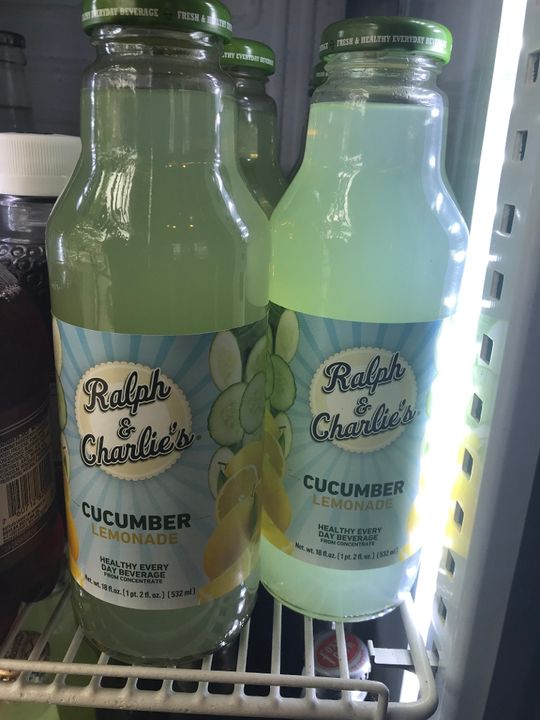 FRESH &
FRESH & HEALTHY EVERYDAY
Ralph
&
Charlie's
CUCUMBER
LEMONADE
HEALTHY EVERY
DAY BEVERAGE
FROM CONCENTRATE
Net. wt. 18 fl.oz. (1 pt. 2 fl. oz.) (532 ml)
Ralph
&
Charlie's
CUCUMBER
LEMONADE
HEALTHY EVERY
DAY BEVERAGE
FROM CONCENTRATE
Net. wt. 18 fl.oz. (1 pt. 2 fl. oz.) (532 ml)